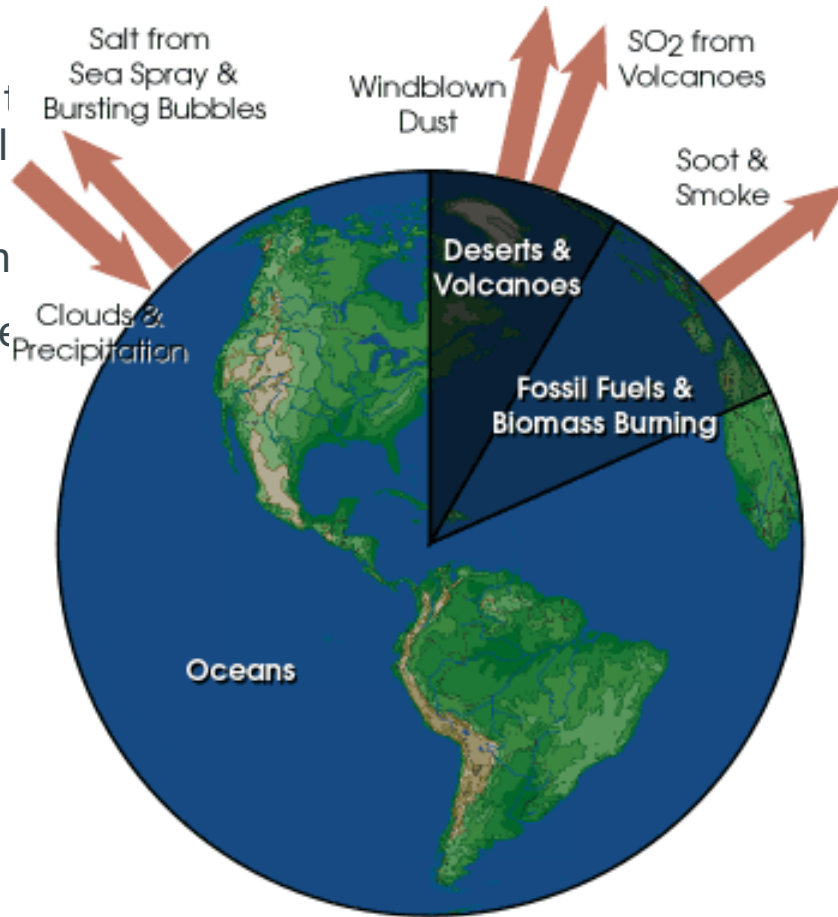 Salt from
Sea Spray &
Bursting Bubbles
Windblown
Dust
SO2 from
Volcanoes
Soot &
Smoke
Clouds &
Precipitation
Deserts &
Volcanoes
Fossil Fuels &
Biomass Burning
Oceans